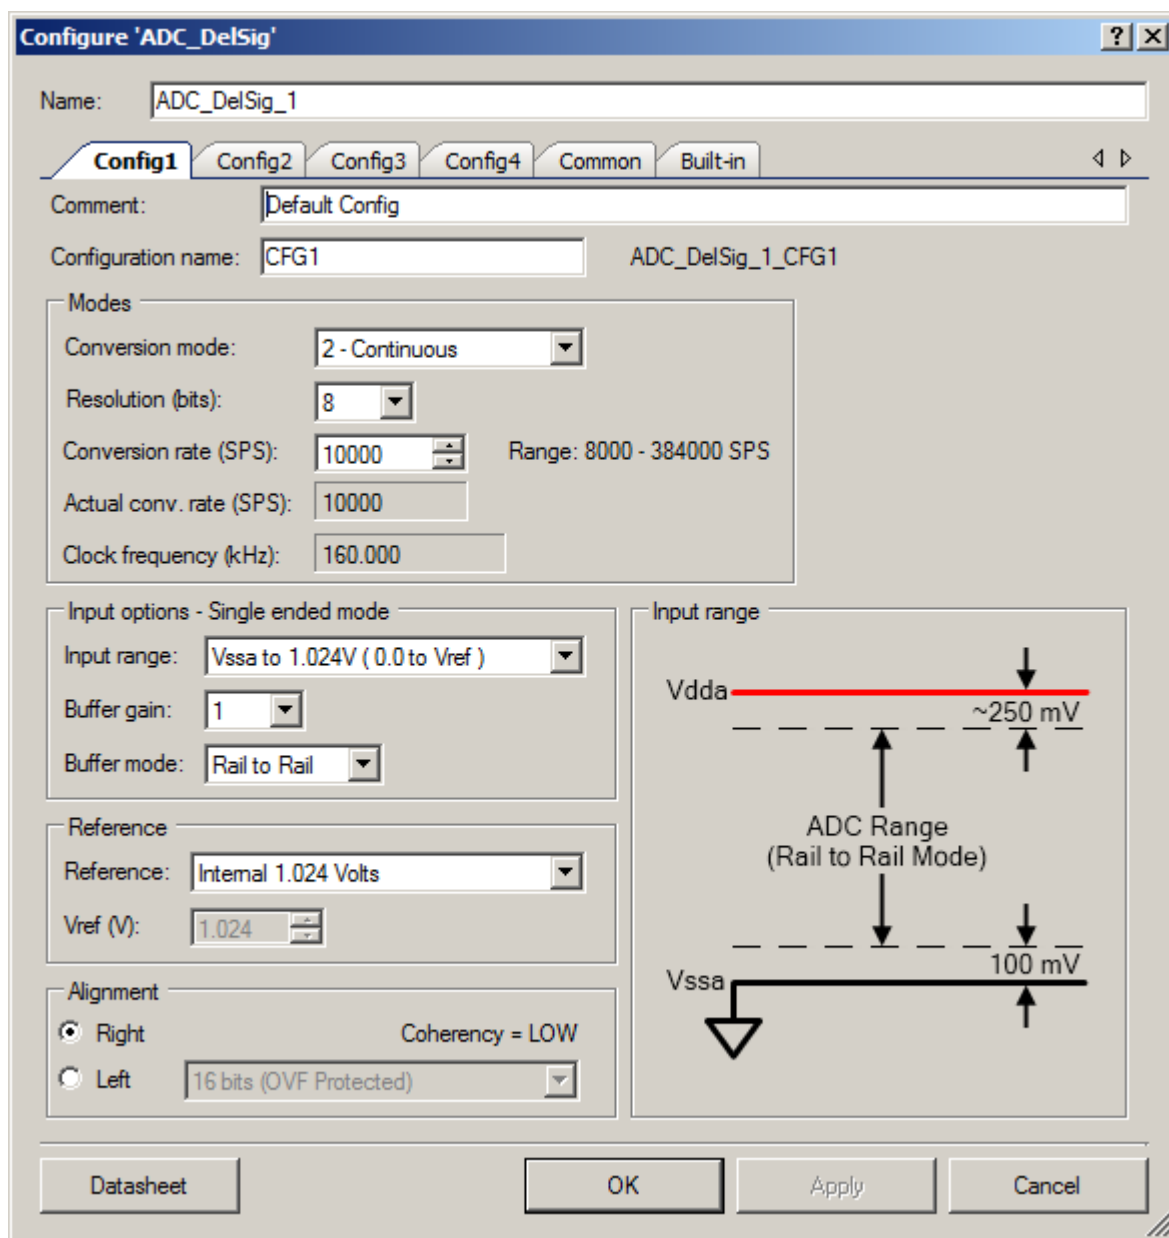 Configure 'ADC_DelSig'
Name: ADC_DelSig_1
Config1 Config2 Config3 Config4 Common Built-in
Comment: Default Config
Configuration name: CFG1 ADC_DelSig_1_CFG1
Modes
Conversion mode: 2 - Continuous
Resolution (bits): 8
Conversion rate (SPS): 10000 Range: 8000 - 384000 SPS
Actual conv. rate (SPS): 10000
Clock frequency (kHz): 160.000
Input options - Single ended mode
Input range: Vssa to 1.024V ( 0.0 to Vref )
Buffer gain: 1
Buffer mode: Rail to Rail
Reference
Reference: Internal 1.024 Volts
Vref (V): 1.024
Alignment
Right Coherency = LOW
Left 16 bits (OVF Protected)
Input range
Vdda
~250 mV
ADC Range
(Rail to Rail Mode)
100 mV
Vssa
Datasheet OK Apply Cancel